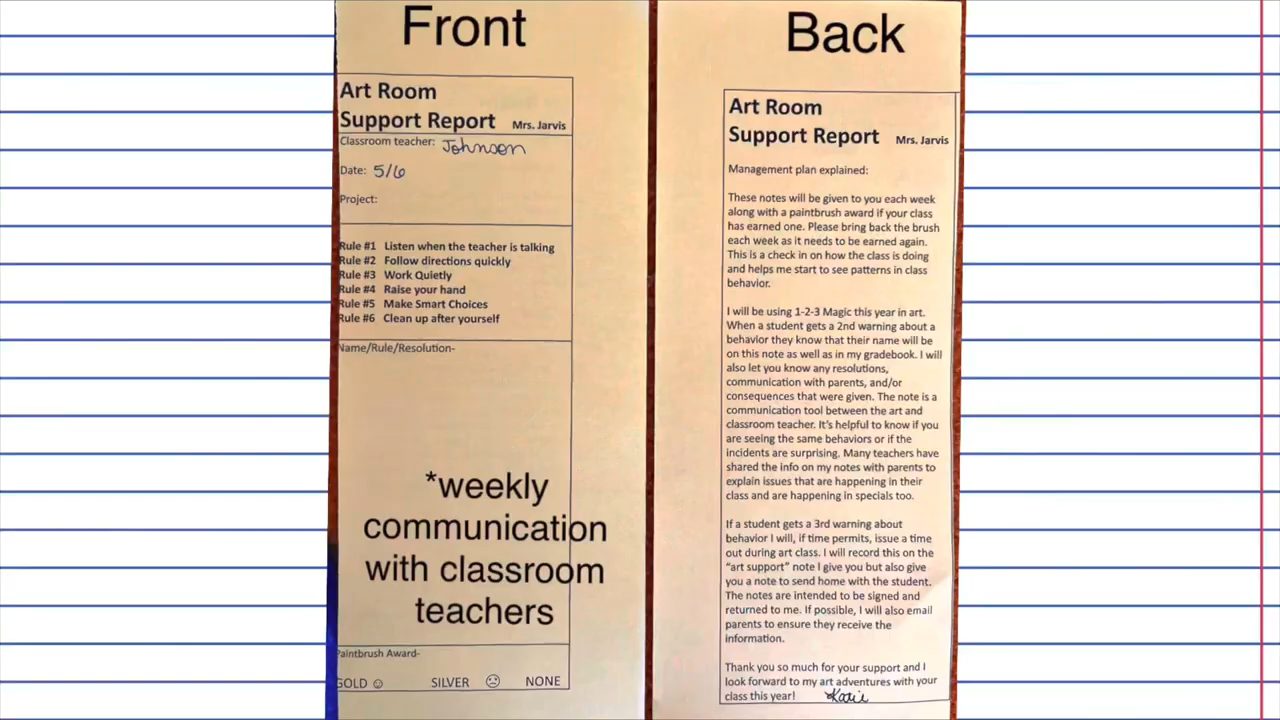 Front
Art Room
Support Report Mrs. Jarvis
Classroom teacher: Johnson
Date: 5/6
Project:
Rule #1 Listen when the teacher is talking
Rule #2 Follow directions quickly
Rule #3 Work Quietly
Rule #4 Raise your hand
Rule #5 Make Smart Choices
Rule #6 Clean up after yourself
Name/Rule/Resolution-
*weekly
communication
with classroom
teachers
Paintbrush Award-
GOLD ☺ SILVER ☹ NONE
Back
Art Room
Support Report Mrs. Jarvis
Management plan explained:
These notes will be given to you each week
along with a paintbrush award if your class
has earned one. Please bring back the brush
each week as it needs to be earned again.
This is a check in on how the class is doing
and helps me start to see patterns in class
behavior.
I will be using 1-2-3 Magic this year in art.
When a student gets a 2nd warning about a
behavior they know that their name will be
on this note as well as in my gradebook. I will
also let you know any resolutions,
communication with parents, and/or
consequences that were given. The note is a
communication tool between the art and
classroom teacher. It's helpful to know if you
are seeing the same behaviors or if the
incidents are surprising. Many teachers have
shared the info on my notes with parents to
explain issues that are happening in their
class and are happening in specials too.
If a student gets a 3rd warning about
behavior I will, if time permits, issue a time
out during art class. I will record this on the
"art support" note I give you but also give
you a note to send home with the student.
The notes are intended to be signed and
returned to me. If possible, I will also email
parents to ensure they receive the
information.
Thank you so much for your support and I
look forward to my art adventures with your
class this year! Katie